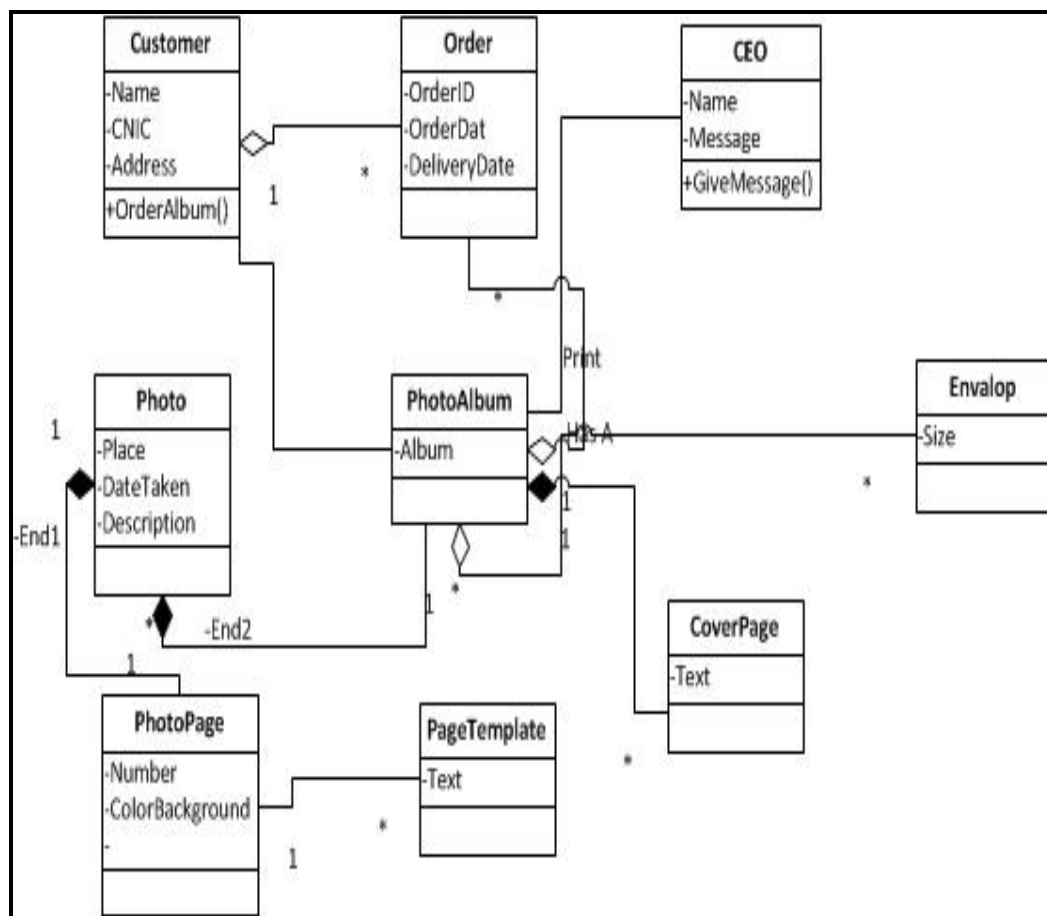 Customer
-Name
-CNIC
-Address
+OrderAlbum()
Order
-OrderID
-OrderDat
-DeliveryDate
CEO
-Name
-Message
+GiveMessage()
1
*
*
Print
Photo
-Place
-DateTaken
-Description
1
-End1
PhotoAlbum
-Album
Has A
1
1
Envalop
-Size
*
*
1
*
-End2
1
CoverPage
-Text
*
PhotoPage
-Number
-ColorBackground
-
PageTemplate
-Text
1
*